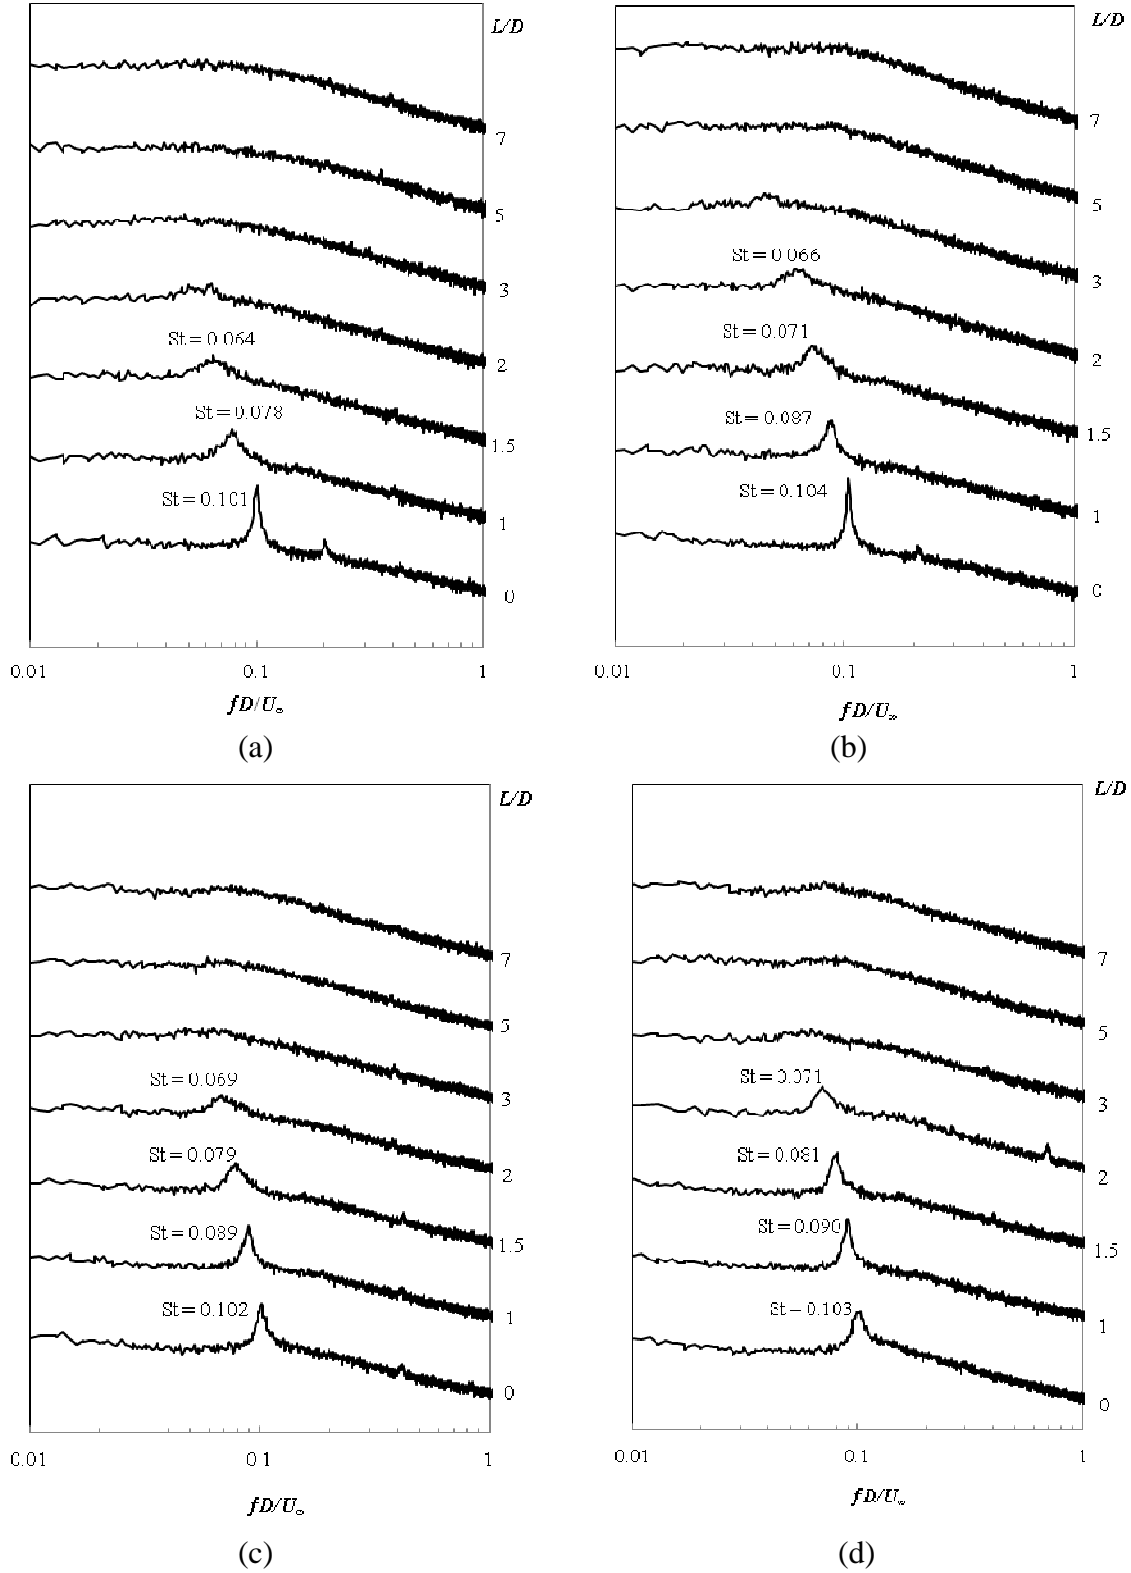 L/D
7
5
3
2
St = 0.064
1.5
St = 0.078
1
St = 0.101
0
0.01 0.1 1
fD/U∞
(a)
L/D
7
5
3
St = 0.066
2
St = 0.071
1.5
St = 0.087
1
St = 0.104
0
0.01 0.1 1
fD/U∞
(b)
L/D
7
5
3
St = 0.069
2
St = 0.079
1.5
St = 0.089
1
St = 0.102
0
0.01 0.1 1
fD/U∞
(c)
L/D
7
5
3
St = 0.071
2
St = 0.081
1.5
St = 0.090
1
St – 0.103
0
0.01 0.1 1
fD/U∞
(d)